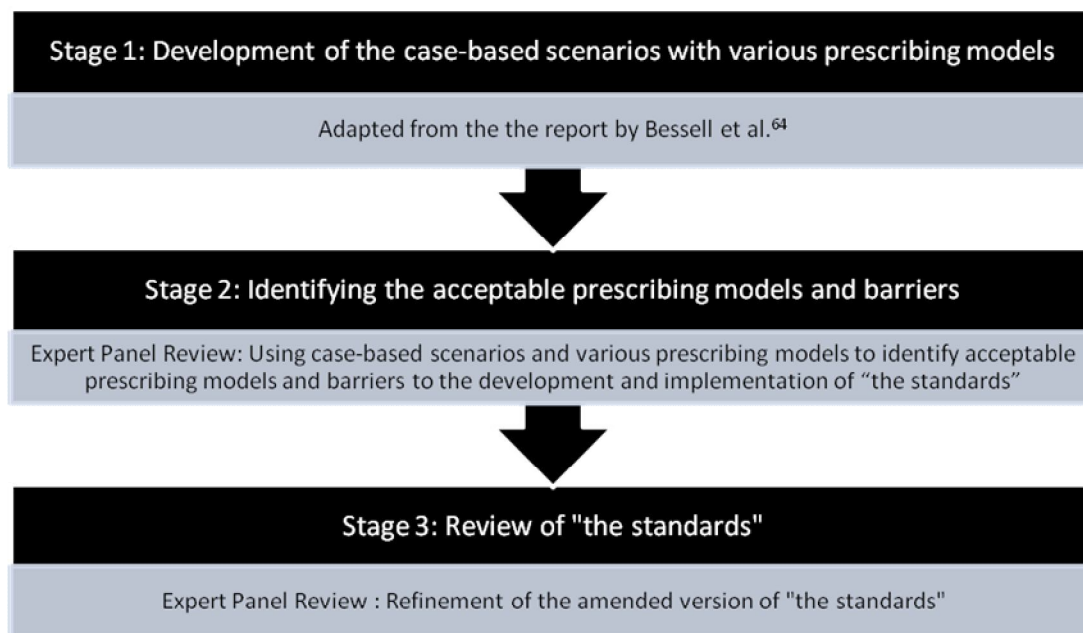 Stage 1: Development of the case-based scenarios with various prescribing models
Adapted from the the report by Bessell et al.⁶⁴
Stage 2: Identifying the acceptable prescribing models and barriers
Expert Panel Review: Using case-based scenarios and various prescribing models to identify acceptable
prescribing models and barriers to the development and implementation of “the standards”
Stage 3: Review of "the standards"
Expert Panel Review : Refinement of the amended version of "the standards"